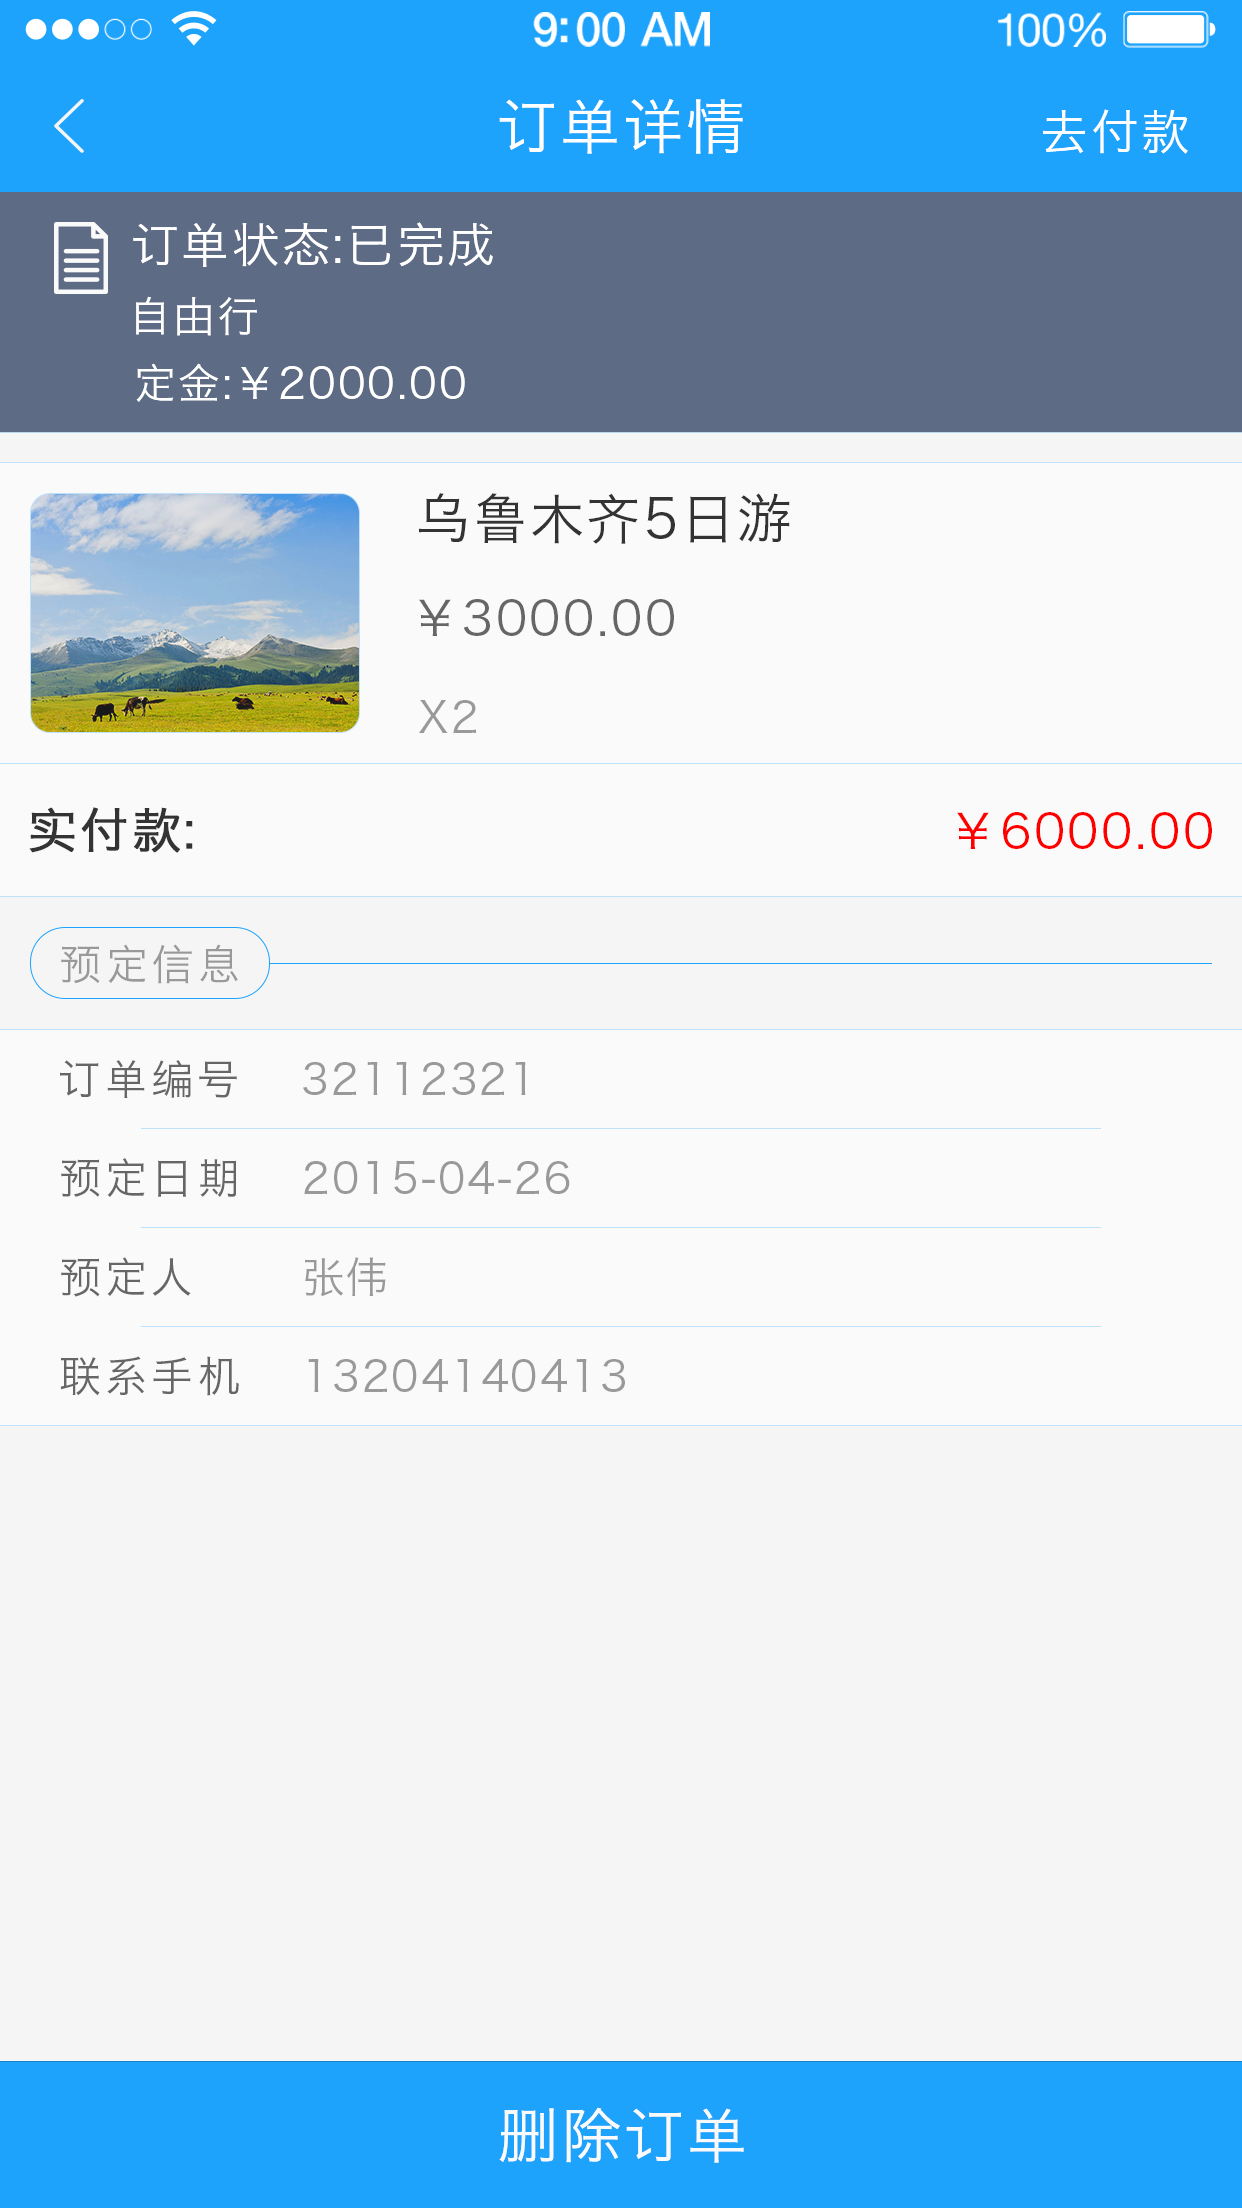 9:00 AM
100%
订单详情
去付款
订单状态:已完成
自由行
定金:¥2000.00
乌鲁木齐5日游
¥3000.00
X2
实付款:
¥6000.00
预定信息
订单编号 32112321
预定日期 2015-04-26
预定人 张伟
联系手机 13204140413
删除订单